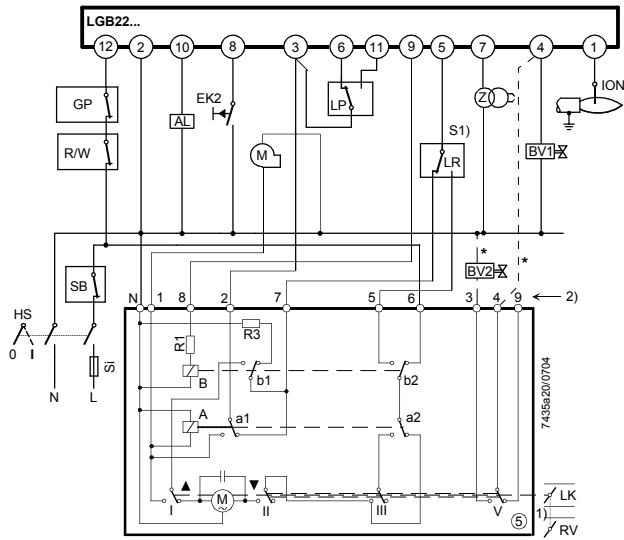 LGB22...
12 2 10 8 3 6 11 9 5 7 4 1
GP
R/W
AL
EK2
LP
M
S1)
LR
Z
BV1
ION
*
BV2
*
SB
HS
0 I
Si
N L
N 1 8 2 7 5 6 3 4 9
2)
R1
R3
B
b1
b2
A
a1
a2
7435a20/0704
I
M
II
III
V
5
LK
1)
RV